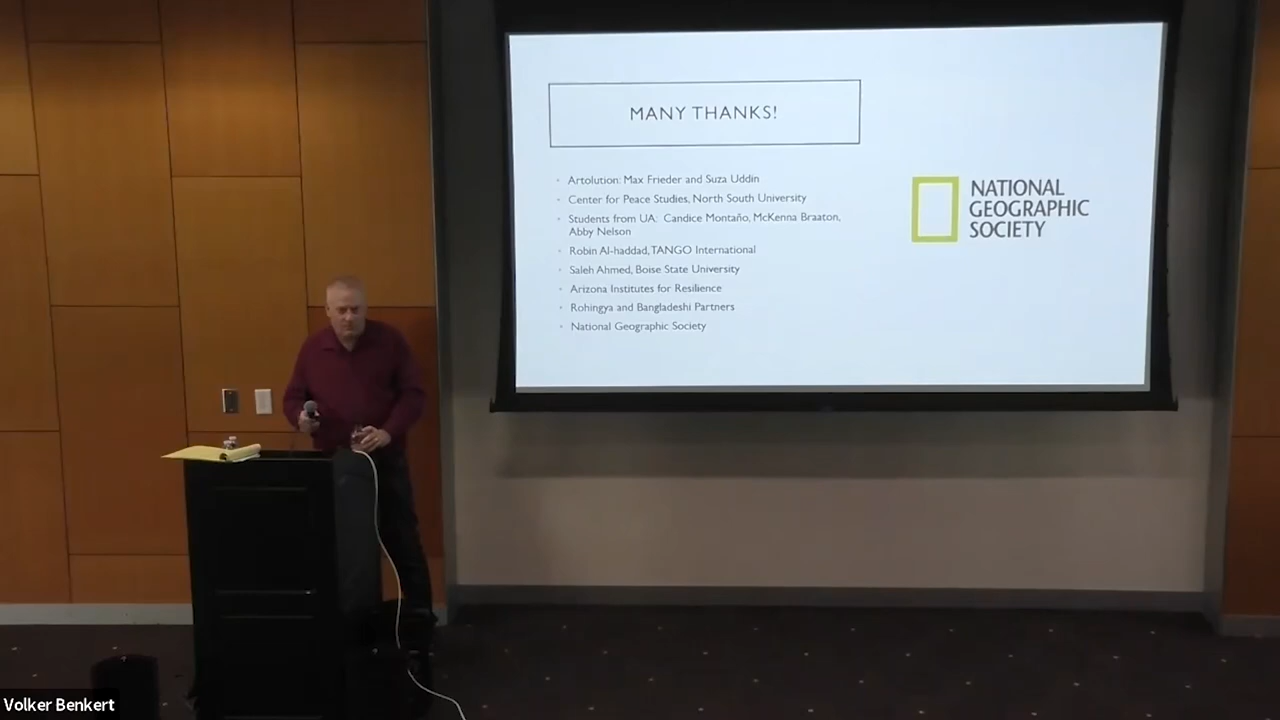 MANY THANKS!
Artolution: Max Frieder and Suza Uddin
Center for Peace Studies, North South University
Students from UA: Candice Montaño, McKenna Braaton,
Abby Nelson
Robin Al-haddad, TANGO International
Saleh Ahmed, Boise State University
Arizona Institutes for Resilience
Rohingya and Bangladeshi Partners
National Geographic Society
NATIONAL
GEOGRAPHIC
SOCIETY
Volker Benkert